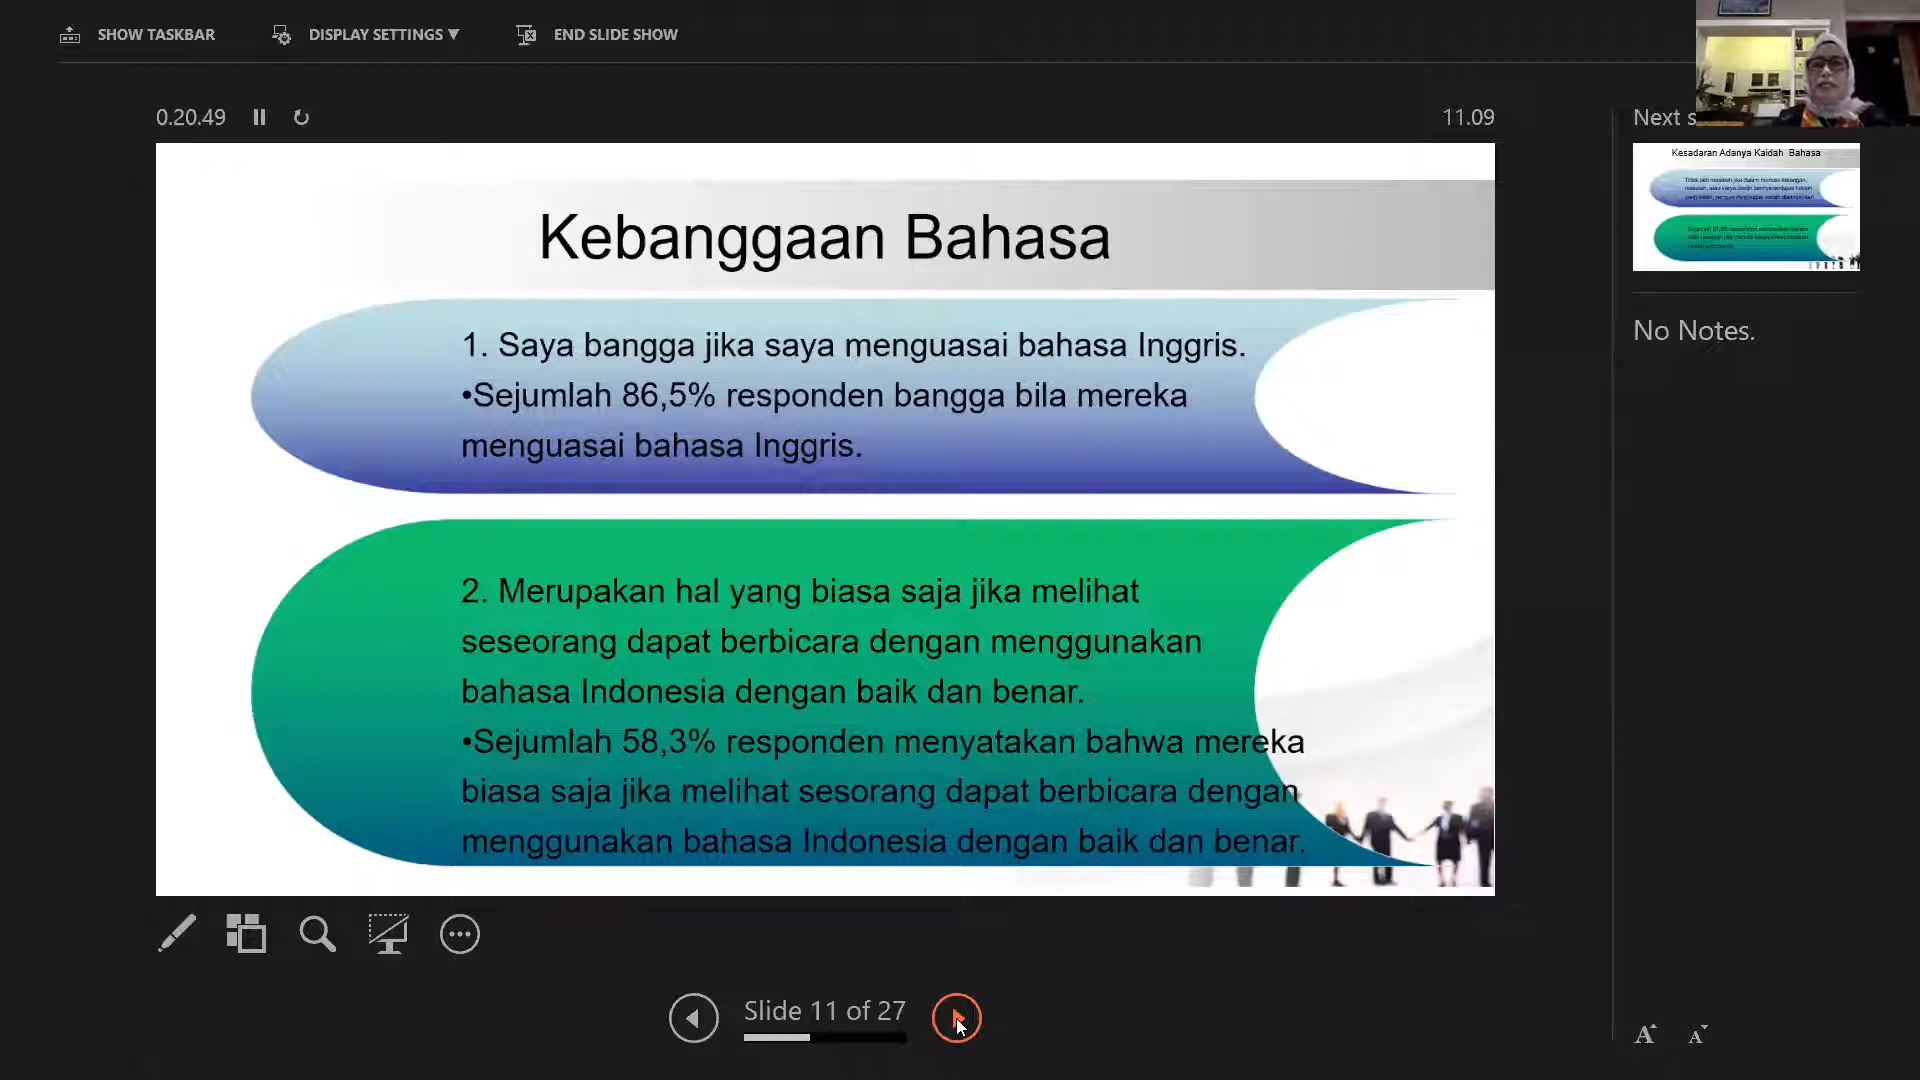 SHOW TASKBAR
DISPLAY SETTINGS ▼
END SLIDE SHOW
0.20.49
11.09
Next s
Kebanggaan Bahasa
1. Saya bangga jika saya menguasai bahasa Inggris.
•Sejumlah 86,5% responden bangga bila mereka
menguasai bahasa Inggris.
2. Merupakan hal yang biasa saja jika melihat
seseorang dapat berbicara dengan menggunakan
bahasa Indonesia dengan baik dan benar.
•Sejumlah 58,3% responden menyatakan bahwa mereka
biasa saja jika melihat sesorang dapat berbicara dengan
menggunakan bahasa Indonesia dengan baik dan benar.
Kesadaran Adanya Kaidah Bahasa
No Notes.
Slide 11 of 27
A A